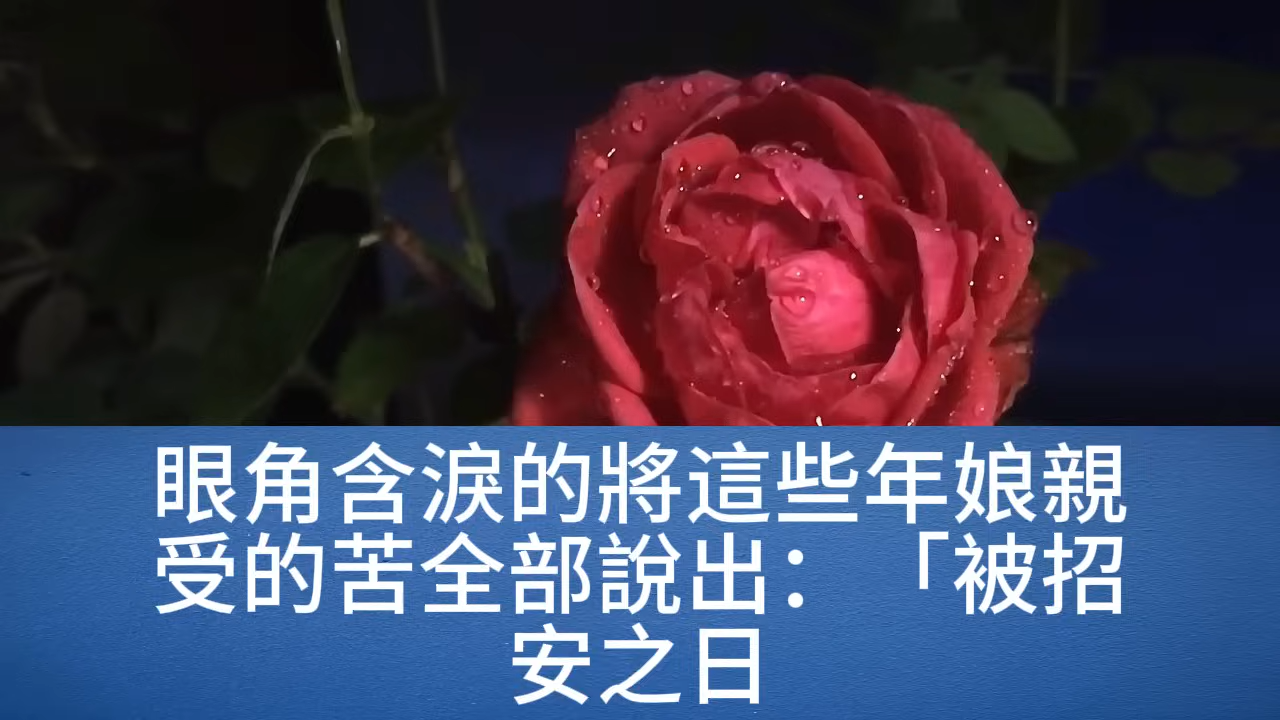 眼角含淚的將這些年娘親
受的苦全部說出：「被招
安之日